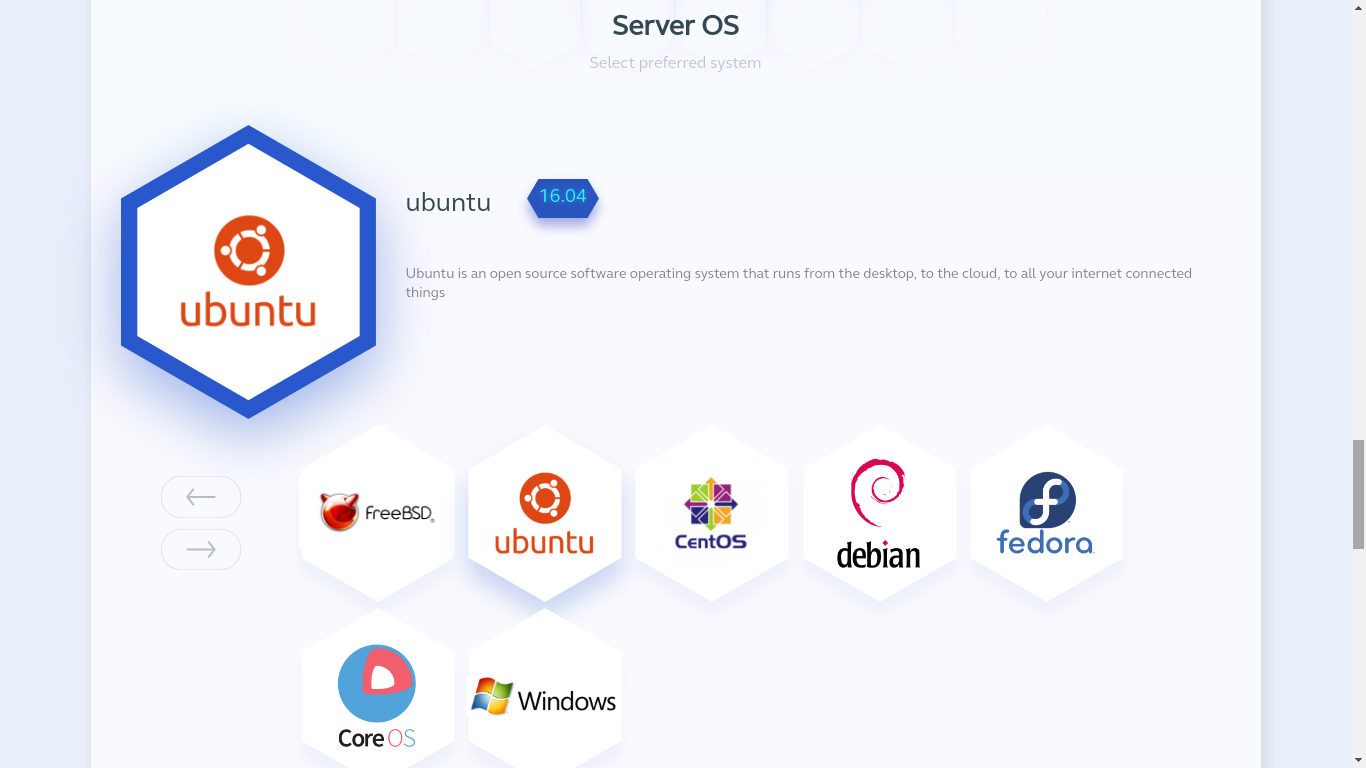 Server OS
Select preferred system
ubuntu
ubuntu
16.04
Ubuntu is an open source software operating system that runs from the desktop, to the cloud, to all your internet connected
things
FreeBSD®
ubuntu
CentOS
debian
fedora
Core OS
Windows